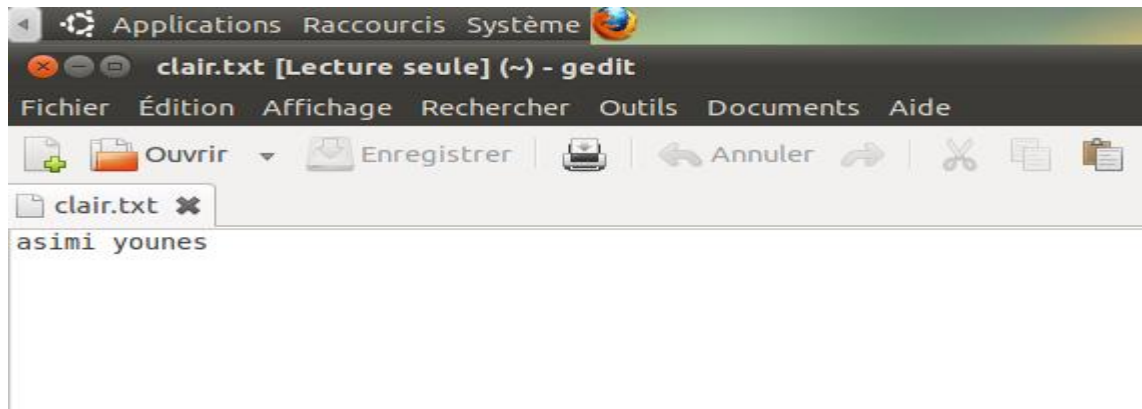 Applications Raccourcis Système
clair.txt [Lecture seule] (~) - gedit
Fichier Édition Affichage Rechercher Outils Documents Aide
Ouvrir Enregistrer Annuler
clair.txt
asimi younes